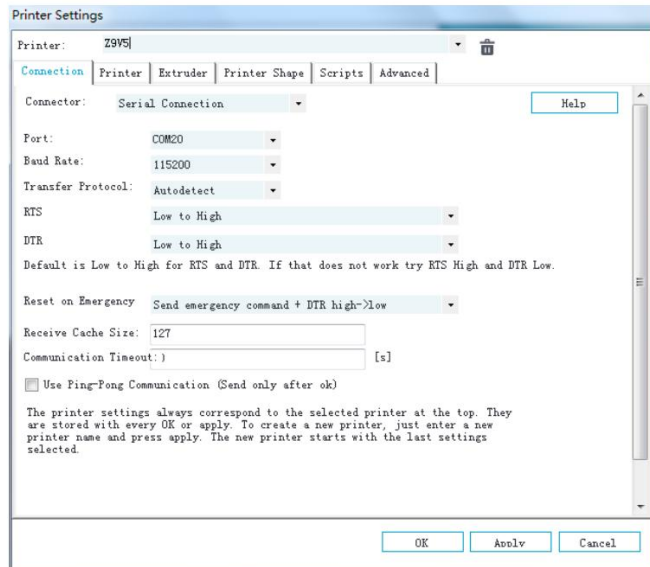 Printer Settings
Printer: Z9V5
Connection Printer Extruder Printer Shape Scripts Advanced
Connector: Serial Connection Help
Port: COM20
Baud Rate: 115200
Transfer Protocol: Autodetect
RTS Low to High
DTR Low to High
Default is Low to High for RTS and DTR. If that does not work try RTS High and DTR Low.
Reset on Emergency Send emergency command + DTR high->low
Receive Cache Size: 127
Communication Timeout: ) [s]
Use Ping-Pong Communication (Send only after ok)
The printer settings always correspond to the selected printer at the top. They
are stored with every OK or apply. To create a new printer, just enter a new
printer name and press apply. The new printer starts with the last settings
selected.
OK Apply Cancel